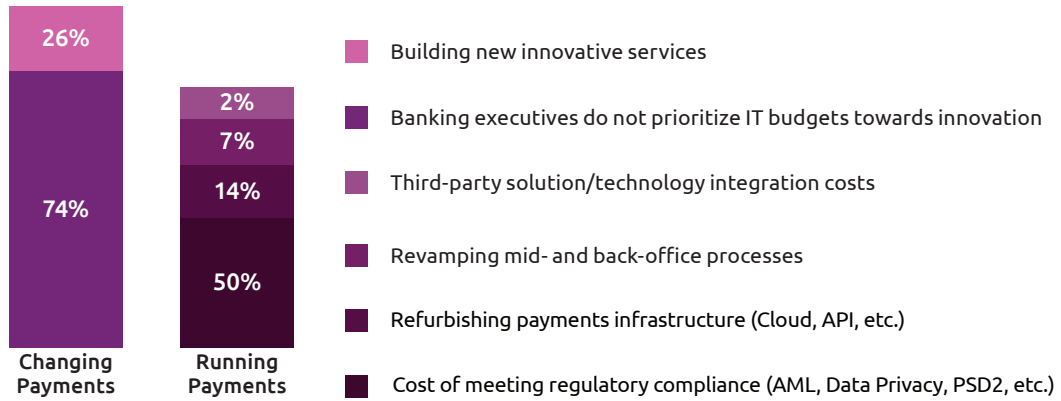 26%
74%
Changing
Payments
2%
7%
14%
50%
Running
Payments
Building new innovative services
Banking executives do not prioritize IT budgets towards innovation
Third-party solution/technology integration costs
Revamping mid- and back-office processes
Refurbishing payments infrastructure (Cloud, API, etc.)
Cost of meeting regulatory compliance (AML, Data Privacy, PSD2, etc.)